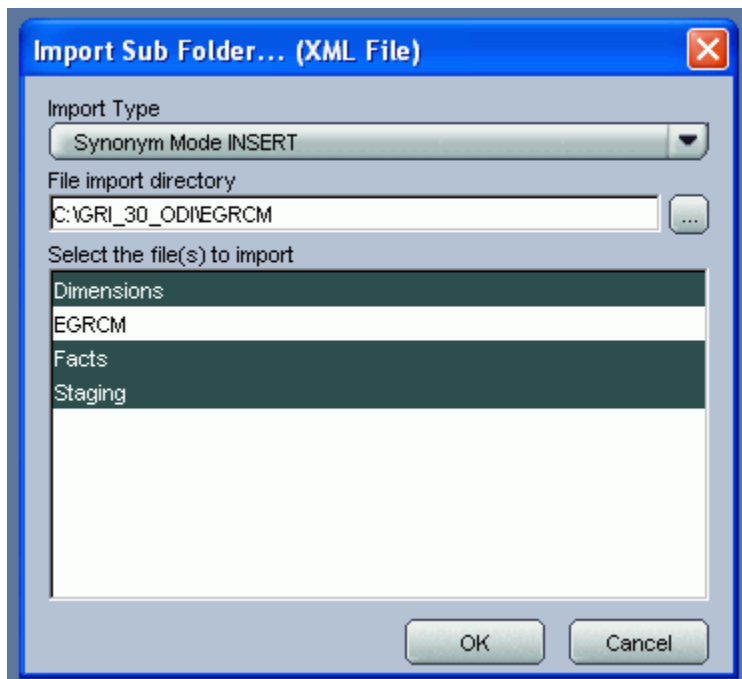 Import Sub Folder... (XML File)
Import Type
Synonym Mode INSERT
File import directory
C:\GRI_30_ODI\EGRCM
...
Select the file(s) to import
Dimensions
EGRCM
Facts
Staging
OK Cancel